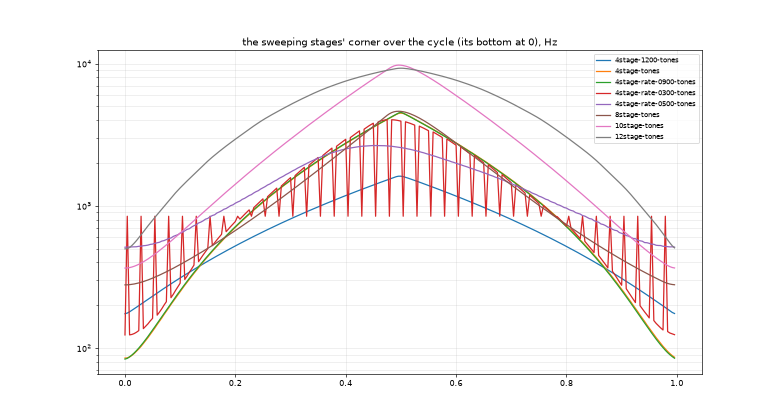 the sweeping stages' corner over the cycle (its bottom at 0), Hz
10⁴
10³
10²
4stage-1200-tones
4stage-tones
4stage-rate-0900-tones
4stage-rate-0300-tones
4stage-rate-0500-tones
8stage-tones
10stage-tones
12stage-tones
0.0 0.2 0.4 0.6 0.8 1.0